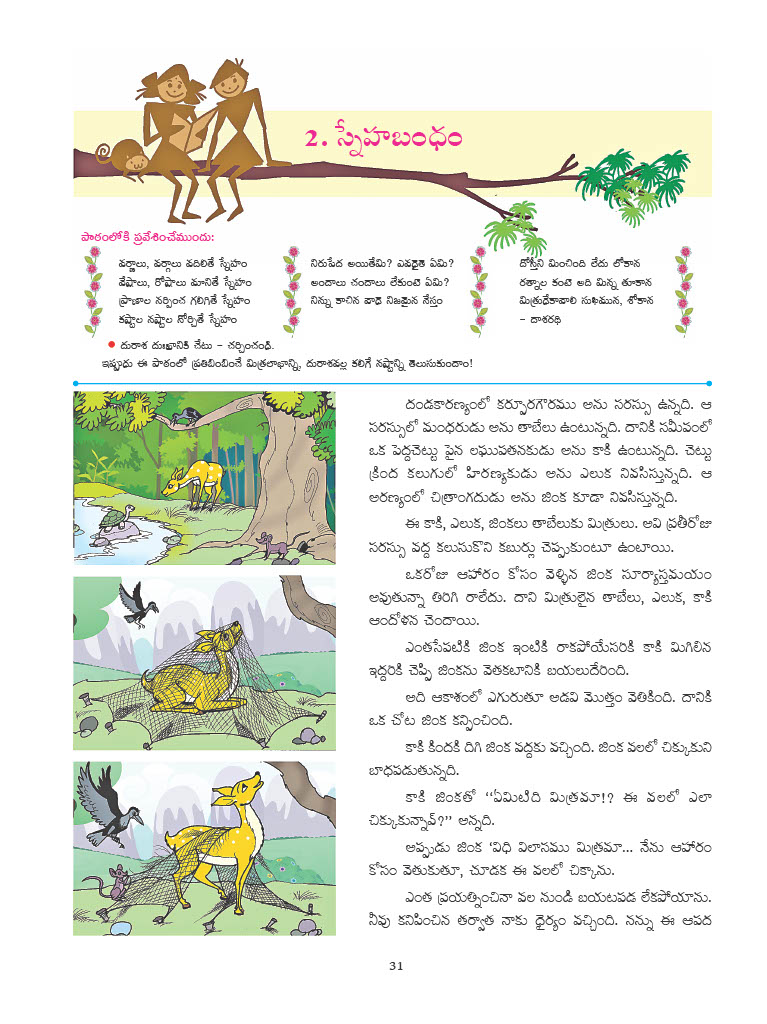 2. స్నేహబంధం
పాఠంలోకి ప్రవేశించేముందు:
వర్ణాలు, వర్గాలు వదిలితే స్నేహం
వేషాలు, రోషాలు మానితే స్నేహం
ప్రాణాల నర్పించ గలిగితే స్నేహం
కష్టాల నష్టాల నోర్చితే స్నేహం
నిరుపేద అయితేమి? ఎవడైతె ఏమి?
అందాలు చందాలు లేకుంటె ఏమి?
నిన్ను కాచిన వాడె నిజమైన నేస్తం
దోస్తీని మించింది లేదు లోకాన
రత్నాల కంటె అది మిన్న తూకాన
మిత్రుడేకావాలి సుఖమున, శోకాన
– దాశరథి
● దురాశ దుఃఖానికి చేటు – చర్చించండి.
ఇప్పుడు ఈ పాఠంలో ప్రతిబింబించే మిత్రలాభాన్ని, దురాశవల్ల కలిగే నష్టాన్ని తెలుసుకుందాం!
దండకారణ్యంలో కర్పూరగౌరము అను సరస్సు ఉన్నది. ఆ
సరస్సులో మంథరుడు అను తాబేలు ఉంటున్నది. దానికి సమీపంలో
ఒక పెద్దచెట్టు పైన లఘుపతనకుడు అను కాకి ఉంటున్నది. చెట్టు
క్రింద కలుగులో హిరణ్యకుడు అను ఎలుక నివసిస్తున్నది. ఆ
అరణ్యంలో చిత్రాంగదుడు అను జింక కూడా నివసిస్తున్నది.
ఈ కాకి, ఎలుక, జింకలు తాబేలుకు మిత్రులు. అవి ప్రతీరోజు
సరస్సు వద్ద కలుసుకొని కబుర్లు చెప్పుకుంటూ ఉంటాయి.
ఒకరోజు ఆహారం కోసం వెళ్ళిన జింక సూర్యాస్తమయం
అవుతున్నా తిరిగి రాలేదు. దాని మిత్రులైన తాబేలు, ఎలుక, కాకి
ఆందోళన చెందాయి.
ఎంతసేపటికి జింక ఇంటికి రాకపోయేసరికి కాకి మిగిలిన
ఇద్దరికి చెప్పి జింకను వెతకటానికి బయలుదేరింది.
అది ఆకాశంలో ఎగురుతూ అడవి మొత్తం వెతికింది. దానికి
ఒక చోట జింక కన్పించింది.
కాకి కిందకి దిగి జింక వద్దకు వచ్చింది. జింక వలలో చిక్కుకుని
బాధపడుతున్నది.
కాకి జింకతో ‘‘ఏమిటిది మిత్రమా!? ఈ వలలో ఎలా
చిక్కుకున్నావ్?’’ అన్నది.
అప్పుడు జింక ‘విధి విలాసము మిత్రమా... నేను ఆహారం
కోసం వెతుకుతూ, చూడక ఈ వలలో చిక్కాను.
ఎంత ప్రయత్నించినా వల నుండి బయటపడ లేకపోయాను.
నీవు కనిపించిన తర్వాత నాకు ధైర్యం వచ్చింది. నన్ను ఈ ఆపద
31